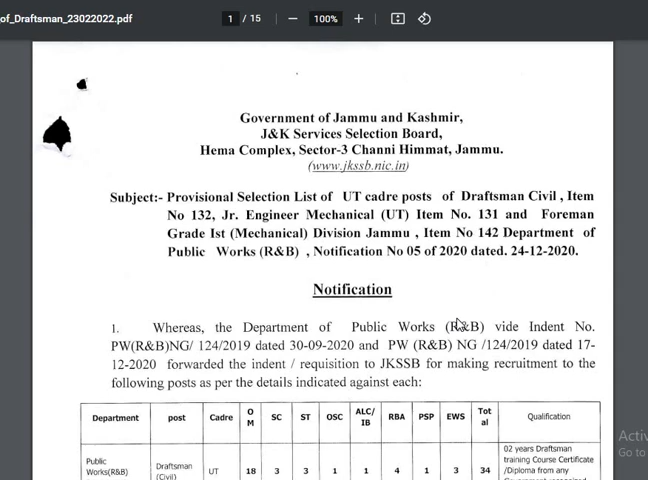 of_Draftsman_23022022.pdf
1 / 15
100%
Government of Jammu and Kashmir,
J&K Services Selection Board,
Hema Complex, Sector-3 Channi Himmat, Jammu.
(www.jkssb.nic.in)
Subject:- Provisional Selection List of UT cadre posts of Draftsman Civil , Item
No 132, Jr. Engineer Mechanical (UT) Item No. 131 and Foreman
Grade Ist (Mechanical) Division Jammu , Item No 142 Department of
Public Works (R&B) , Notification No 05 of 2020 dated. 24-12-2020.
Notification
1. Whereas, the Department of Public Works (R&B) vide Indent No.
PW(R&B)NG/ 124/2019 dated 30-09-2020 and PW (R&B) NG /124/2019 dated 17-
12-2020 forwarded the indent / requisition to JKSSB for making recruitment to the
following posts as per the details indicated against each:
Department post Cadre OM SC ST OSC ALC/IB RBA PSP EWS Total Qualification
Public Works(R&B) Draftsman (Civil) UT 18 3 3 1 1 4 1 3 34 02 years Draftsman
training Course Certificate
/Diploma from any
Activ
Go to